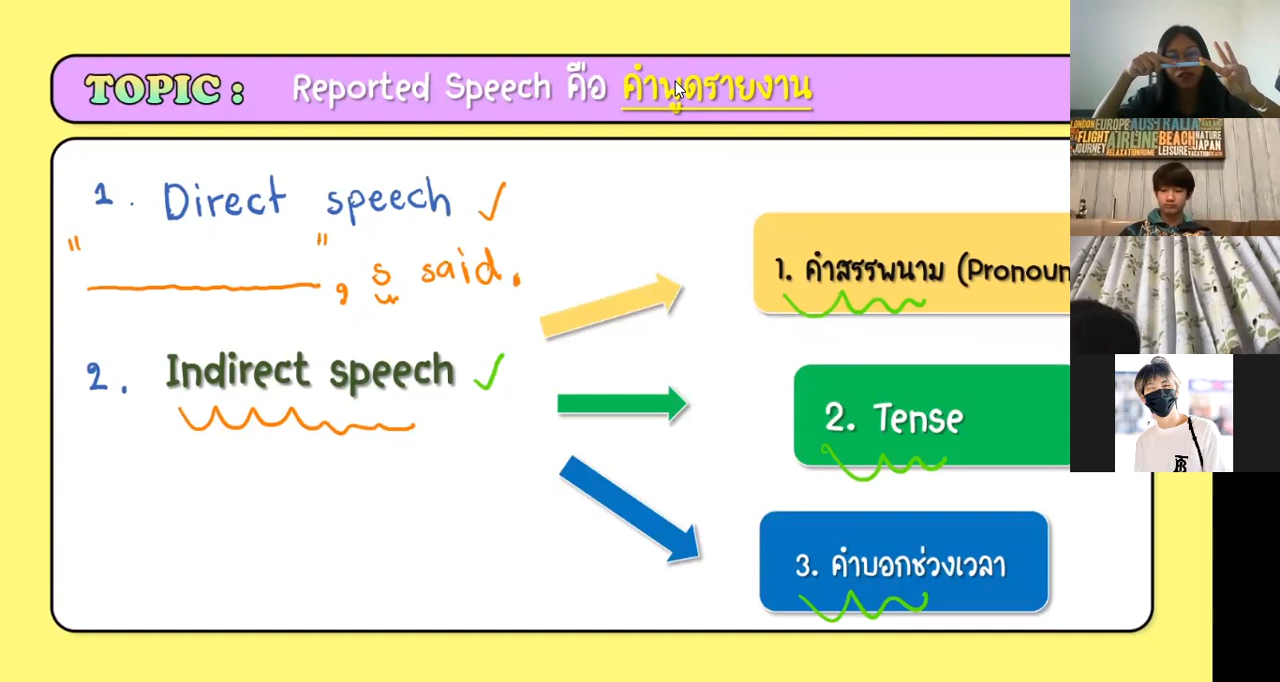 TOPIC : Reported Speech คือ คำพูดรายงาน
1. Direct speech ✓
" ", s said.
2. Indirect speech ✓
1. คำสรรพนาม (Pronoun
2. Tense
3. คำบอกช่วงเวลา
LONDON EUROPE AUSTRALIA
FLIGHT AIRLINE BEACH NATURE
JOURNEY LEISURE JAPAN